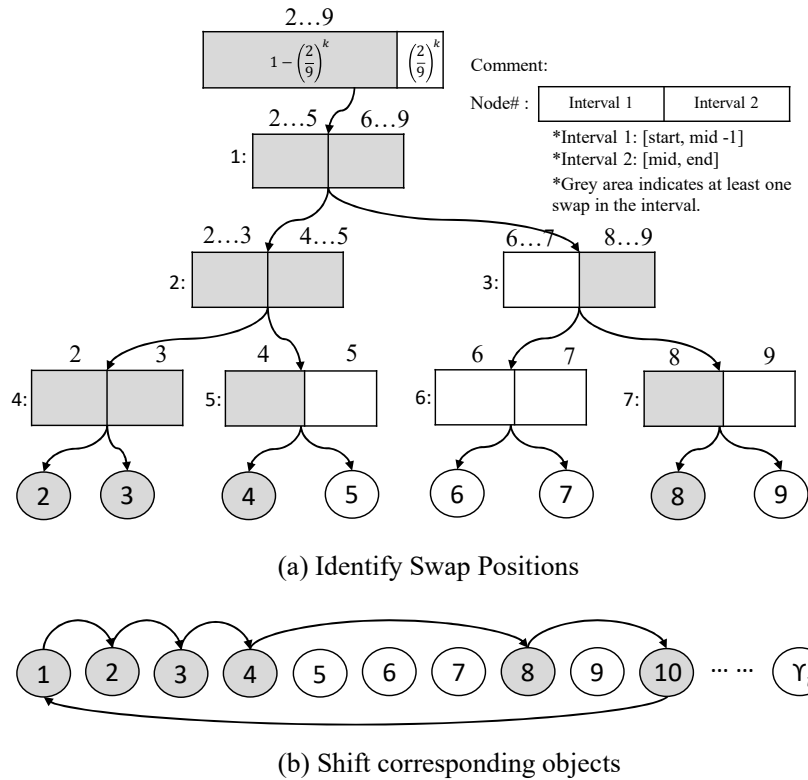 2…9
1 − (2/9)^k (2/9)^k
Comment:
Node# : Interval 1 Interval 2
*Interval 1: [start, mid -1]
*Interval 2: [mid, end]
*Grey area indicates at least one
swap in the interval.
2…5 6…9
1:
2…3 4…5 6…7 8…9
2: 3:
2 3 4 5 6 7 8 9
4: 5: 6: 7:
2 3 4 5 6 7 8 9
(a) Identify Swap Positions
1 2 3 4 5 6 7 8 9 10 … …
(b) Shift corresponding objects